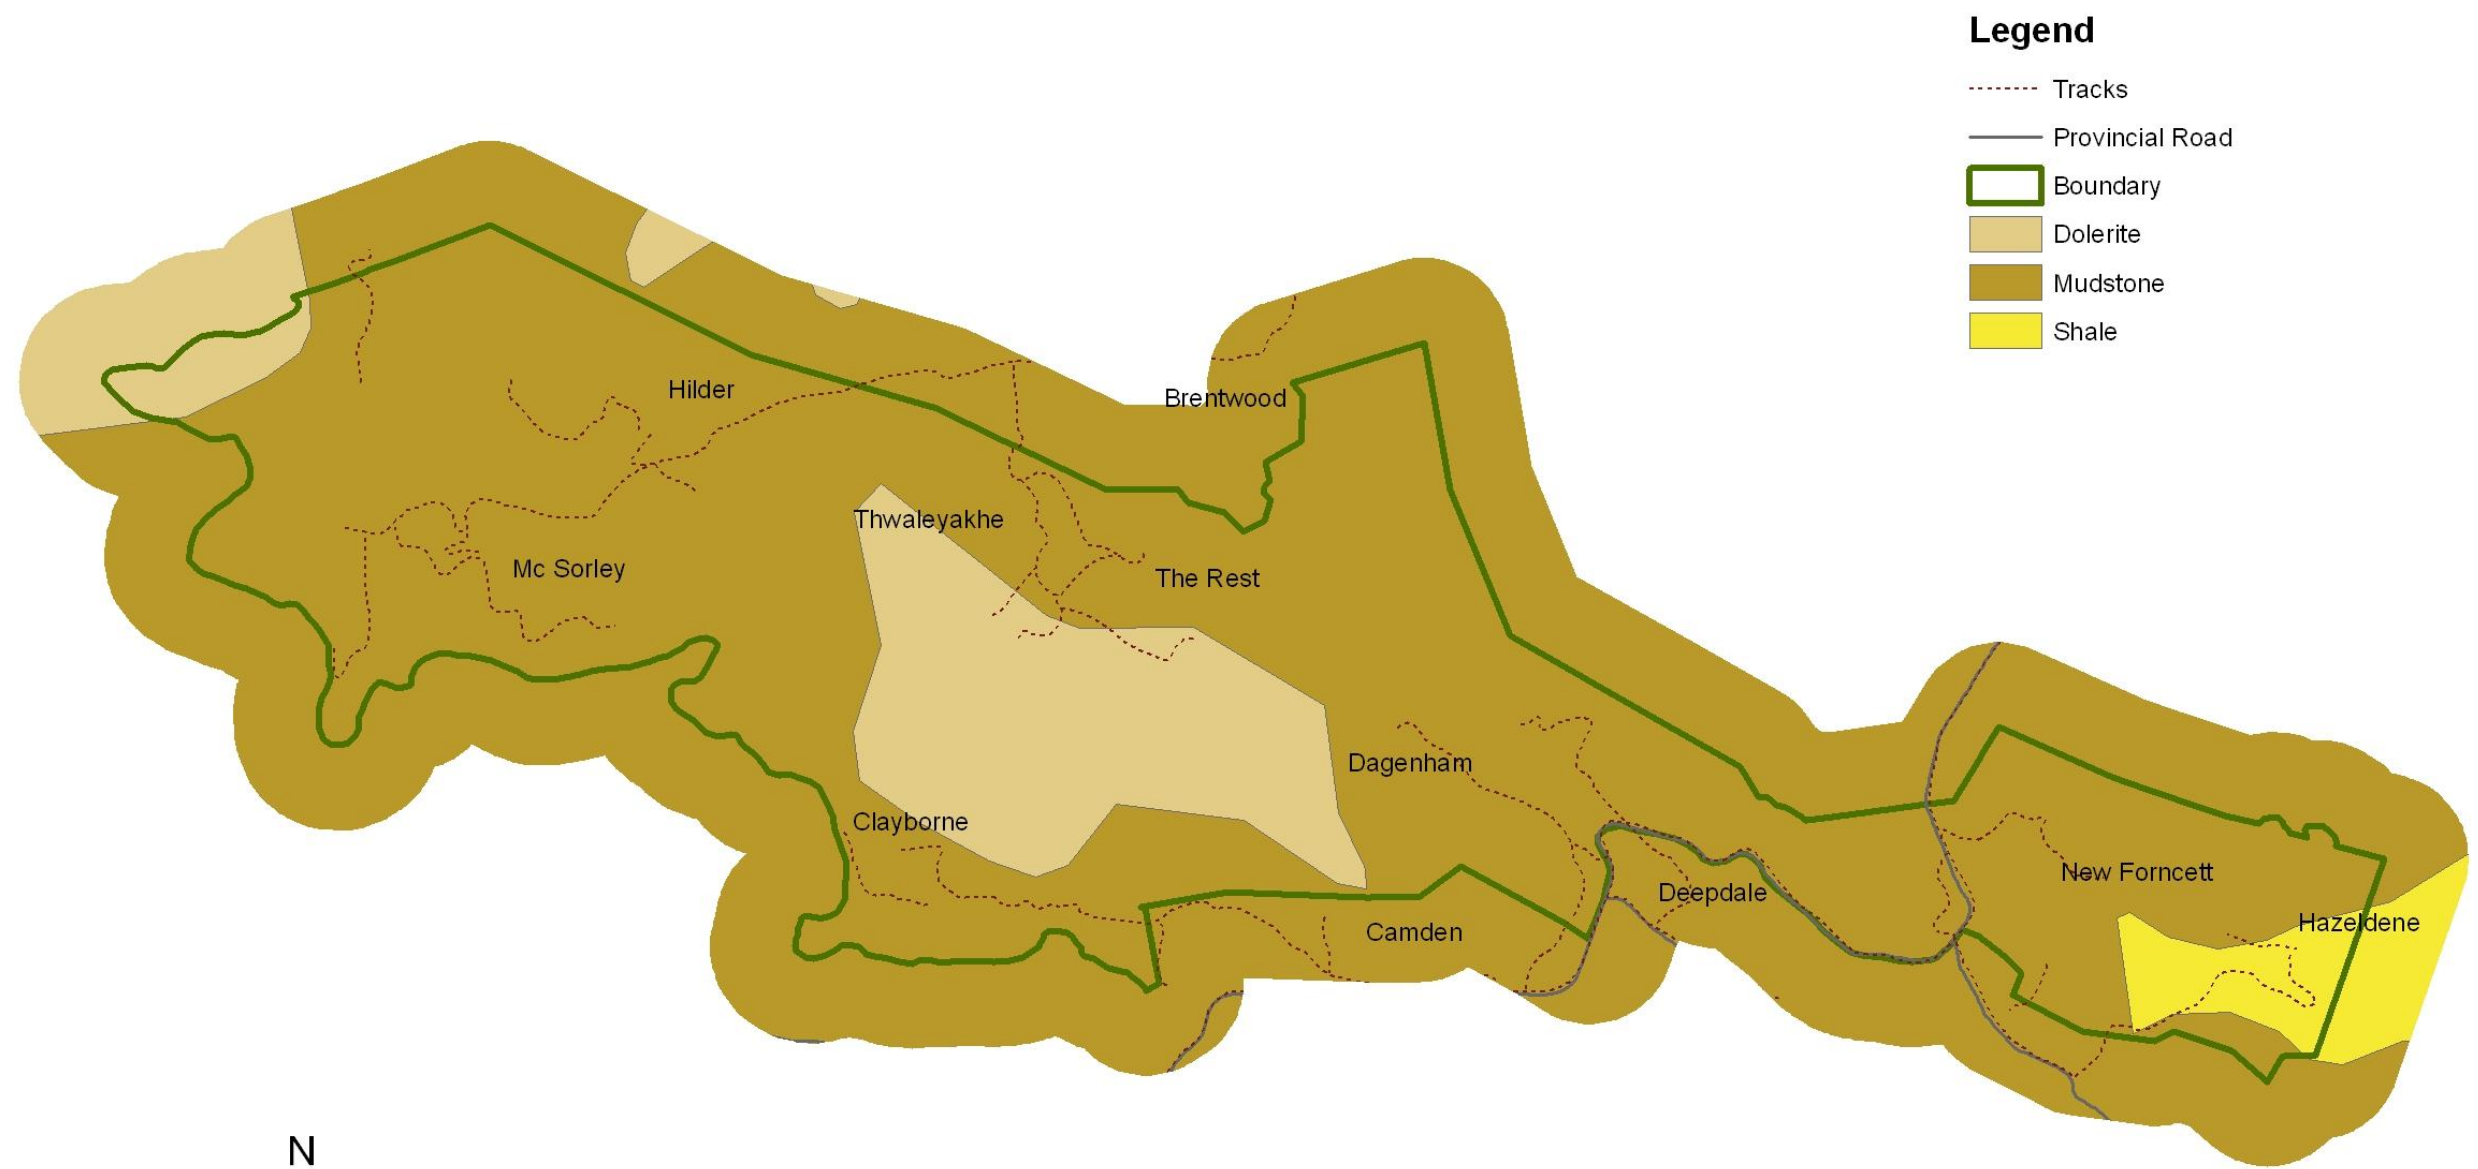 Legend
Tracks
Provincial Road
Boundary
Dolerite
Mudstone
Shale
Hilder
Brentwood
Thwaleyakhe
Mc Sorley
The Rest
Dagenham
Clayborne
New Forncett
Deepdale
Hazeldene
Camden
N